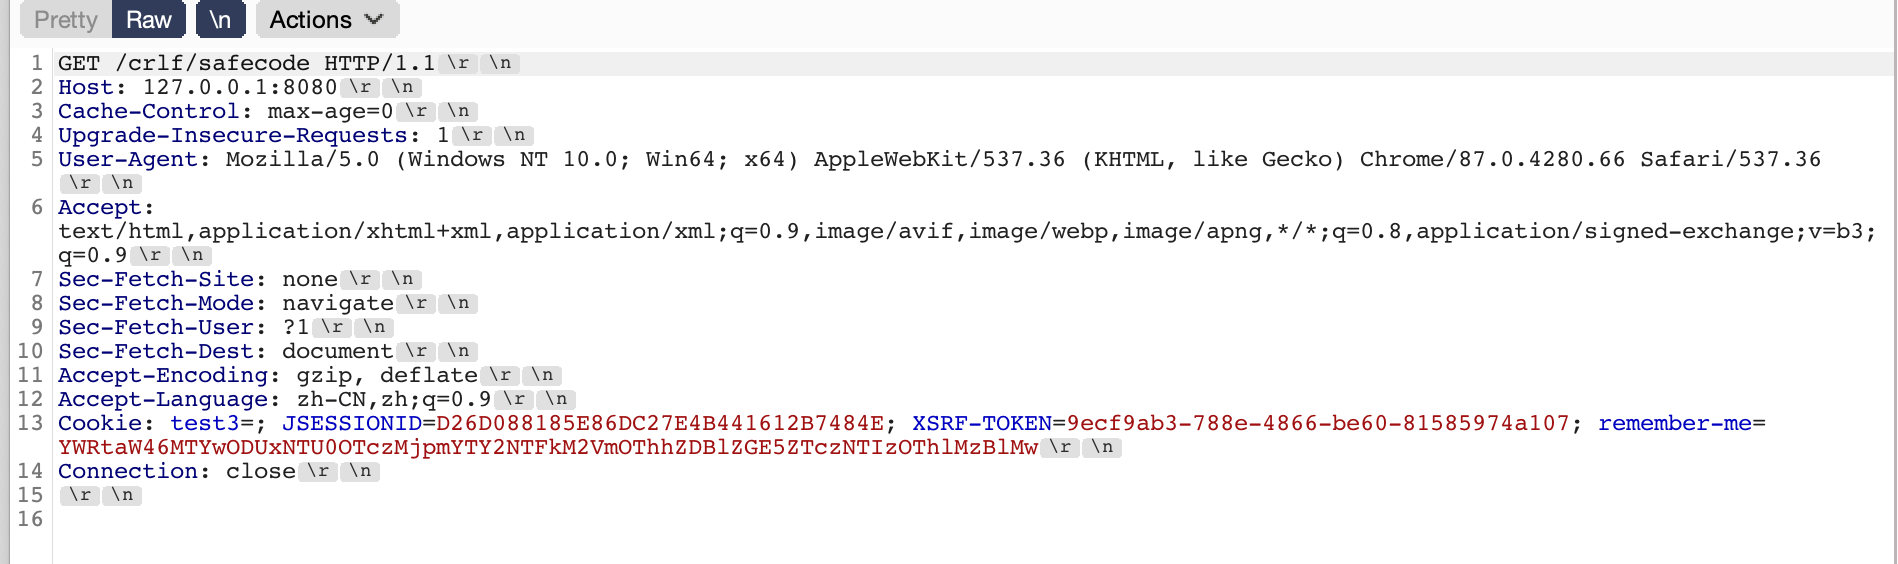 Pretty Raw \n Actions
1 GET /crlf/safecode HTTP/1.1 \r \n
2 Host: 127.0.0.1:8080 \r \n
3 Cache-Control: max-age=0 \r \n
4 Upgrade-Insecure-Requests: 1 \r \n
5 User-Agent: Mozilla/5.0 (Windows NT 10.0; Win64; x64) AppleWebKit/537.36 (KHTML, like Gecko) Chrome/87.0.4280.66 Safari/537.36
\r \n
6 Accept:
text/html,application/xhtml+xml,application/xml;q=0.9,image/avif,image/webp,image/apng,*/*;q=0.8,application/signed-exchange;v=b3;
q=0.9 \r \n
7 Sec-Fetch-Site: none \r \n
8 Sec-Fetch-Mode: navigate \r \n
9 Sec-Fetch-User: ?1 \r \n
10 Sec-Fetch-Dest: document \r \n
11 Accept-Encoding: gzip, deflate \r \n
12 Accept-Language: zh-CN,zh;q=0.9 \r \n
13 Cookie: test3=; JSESSIONID=D26D088185E86DC27E4B441612B7484E; XSRF-TOKEN=9ecf9ab3-788e-4866-be60-81585974a107; remember-me=
YWRtaW46MTYwODUxNTU0OTczMjpmYTY2NTFkM2VmOThhZDBlZGE5ZTczNTIzOThlMzBlMw \r \n
14 Connection: close \r \n
15 \r \n
16